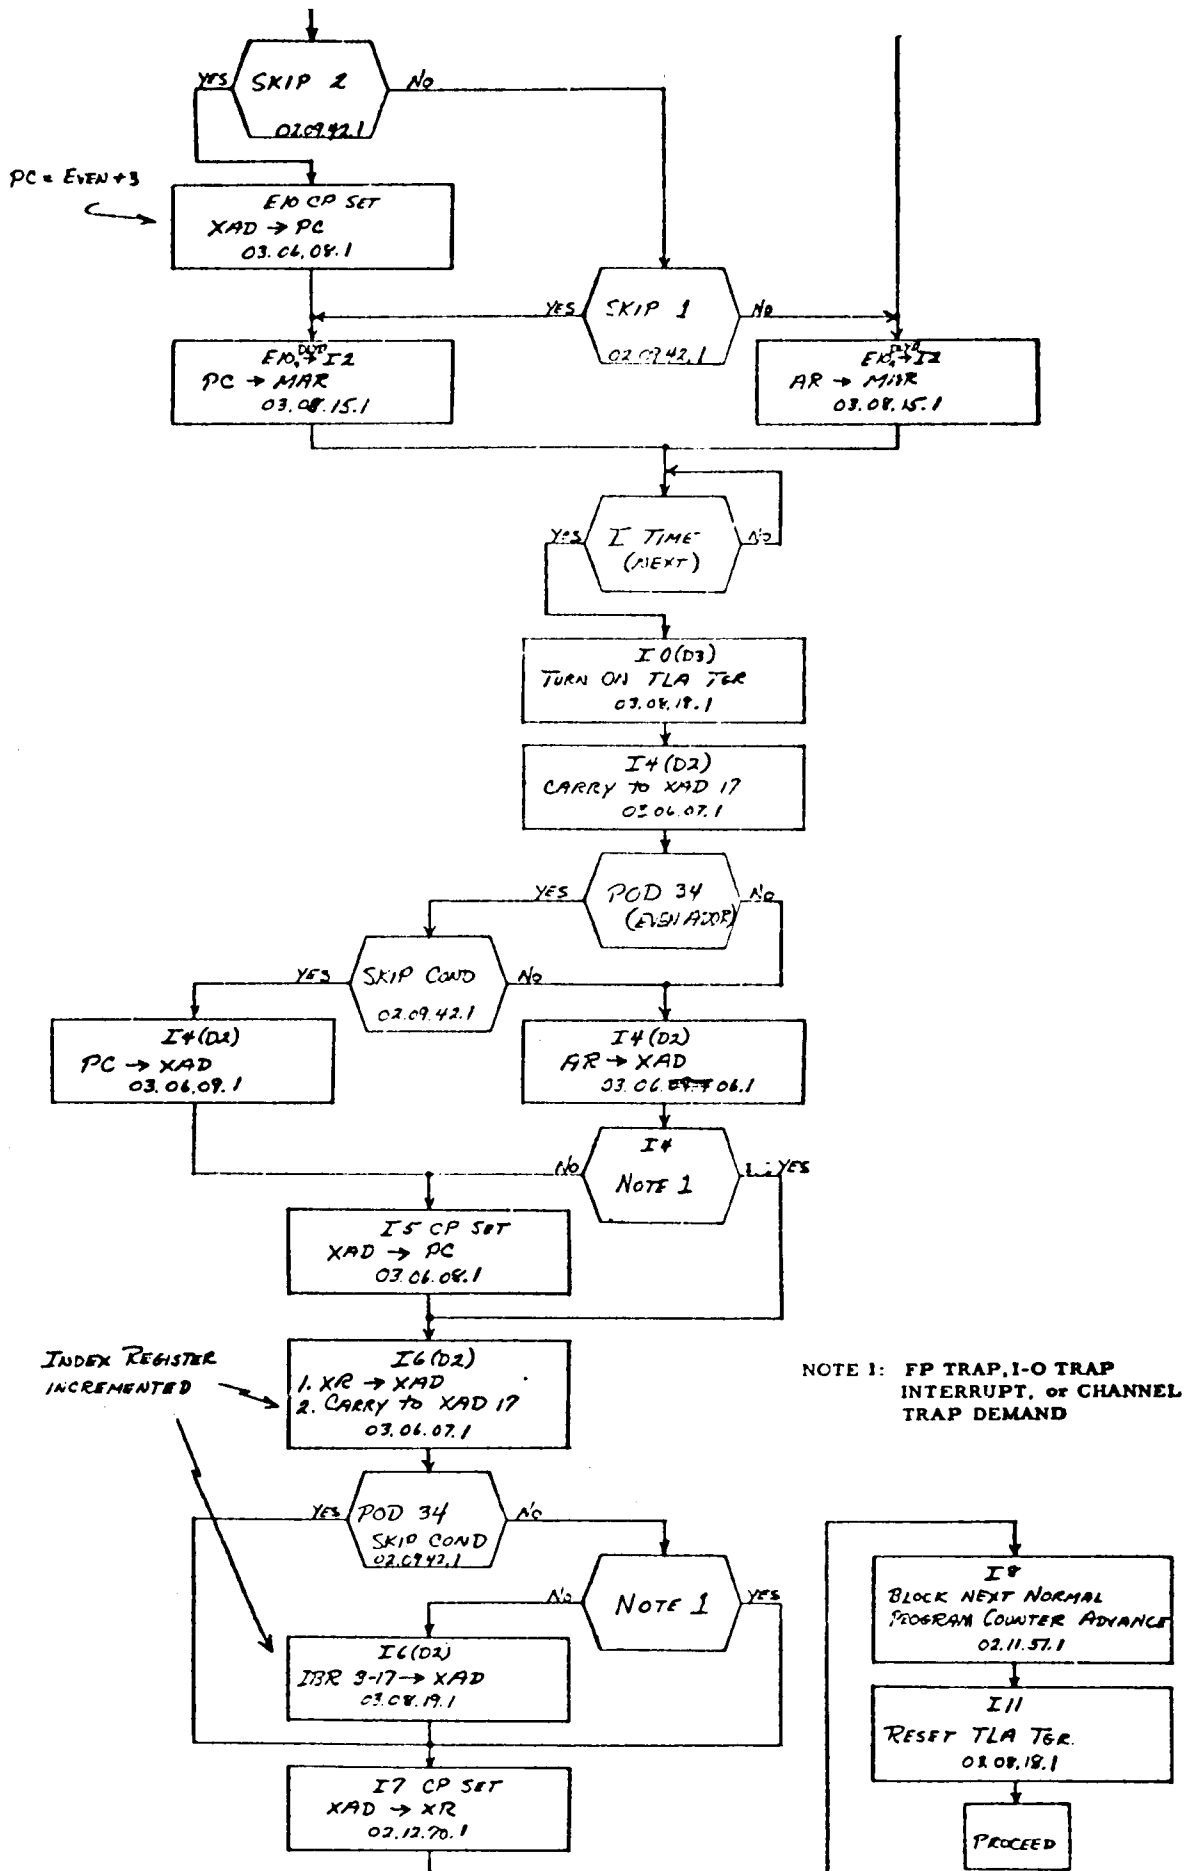 SKIP 2
YES
NO
02.09.42.1
PC = EVEN +3
E10 CP SET
XAD → PC
03.06.08.1
YES
SKIP 1
NO
02.09.42.1
E10, DLYD → I2
PC → MAR
03.08.15.1
E10, DLYD → I2
AR → MAR
03.08.15.1
YES
I TIME
(NEXT)
NO
I0(D3)
TURN ON TLA TGR
03.08.18.1
I4(D2)
CARRY to XAD 17
03.06.07.1
YES
POD 34
(EVEN ADDR)
NO
YES
SKIP COND
NO
02.09.42.1
I4(D2)
PC → XAD
03.06.09.1
I4(D2)
AR → XAD
03.06. 06.1
NO
I4
NOTE 1
YES
I5 CP SET
XAD → PC
03.06.08.1
INDEX REGISTER
INCREMENTED
I6(D2)
1. XR → XAD
2. CARRY to XAD 17
03.06.07.1
NOTE 1: FP TRAP, I-O TRAP
INTERRUPT, or CHANNEL
TRAP DEMAND
YES
POD 34
SKIP COND
02.09.42.1
NO
NO
NOTE 1
YES
I6(D2)
IBR 3-17 → XAD
03.08.19.1
I7 CP SET
XAD → XR
02.12.70.1
I8
BLOCK NEXT NORMAL
PROGRAM COUNTER ADVANCE
02.11.51.1
I11
RESET TLA TGR.
03.08.18.1
PROCEED